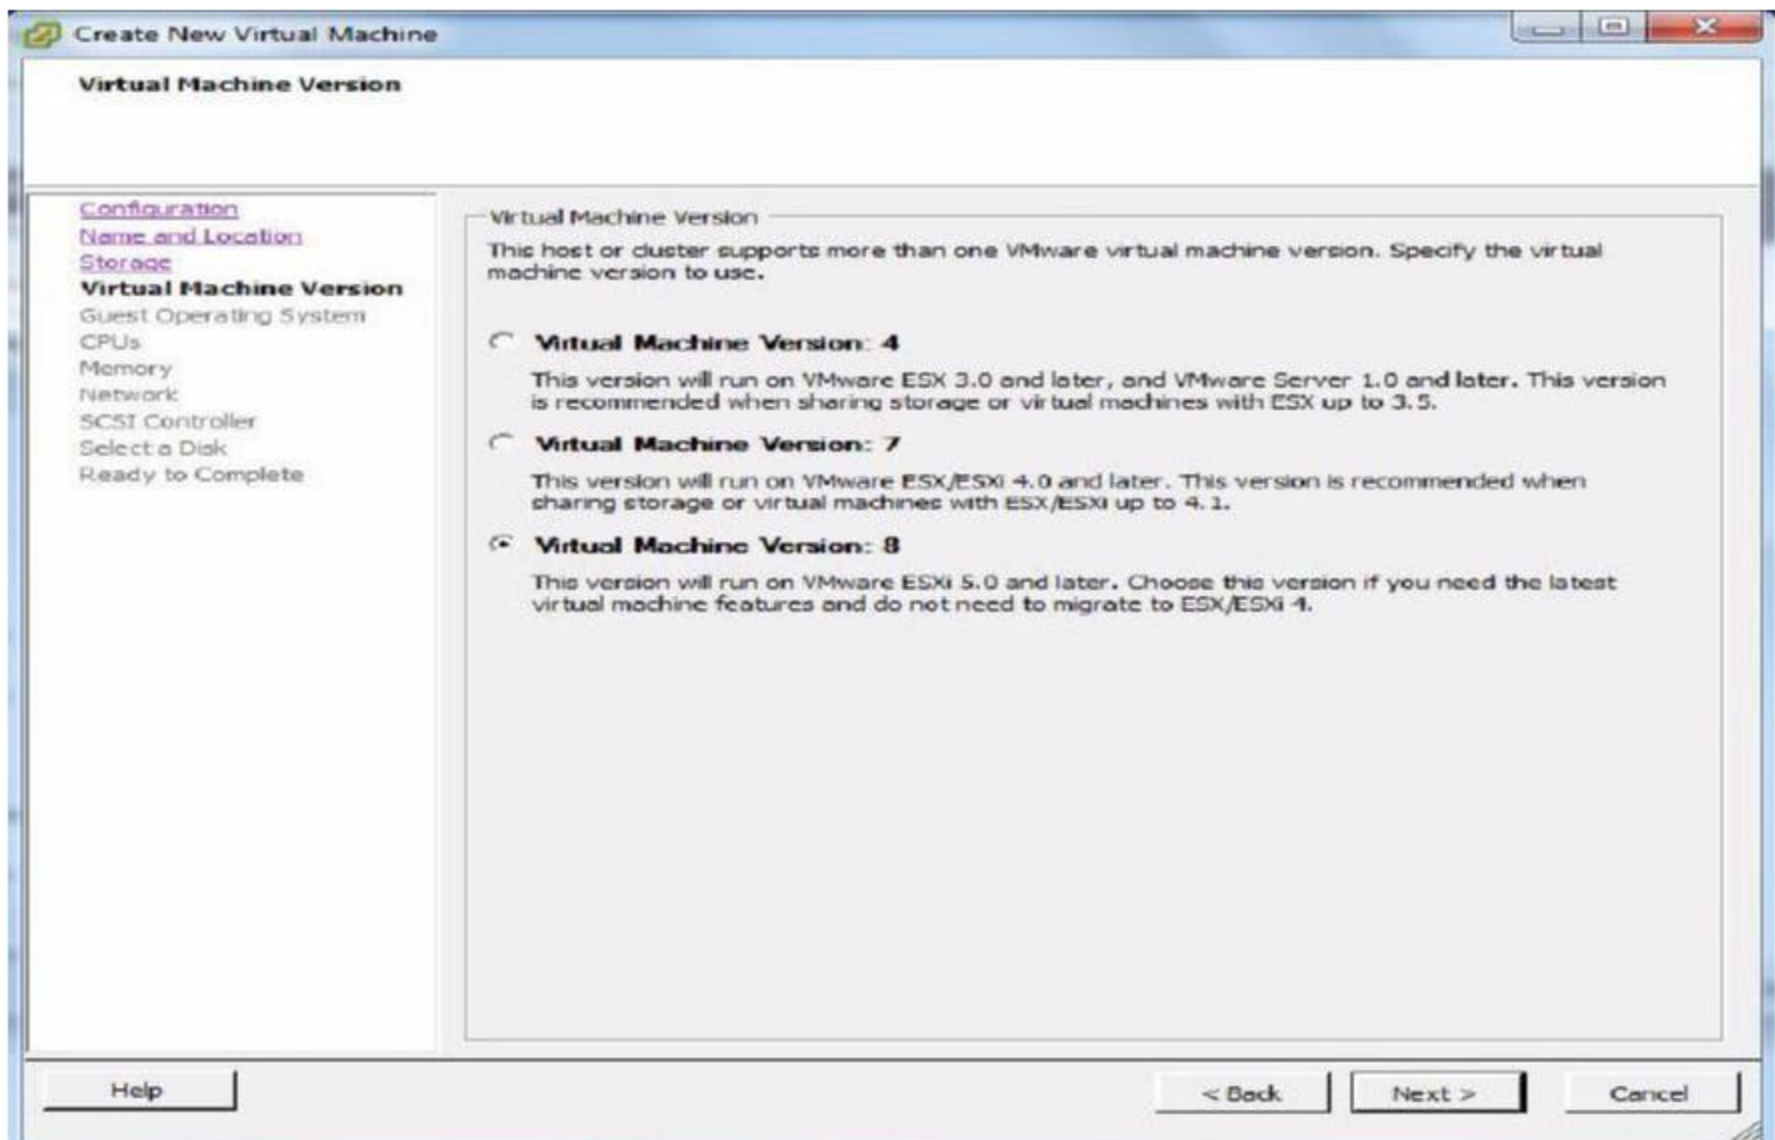 Create New Virtual Machine
Virtual Machine Version
Configuration
Name and Location
Storage
Virtual Machine Version
Guest Operating System
CPUs
Memory
Network
SCSI Controller
Select a Disk
Ready to Complete
Virtual Machine Version
This host or cluster supports more than one VMware virtual machine version. Specify the virtual
machine version to use.
Virtual Machine Version: 4
This version will run on VMware ESX 3.0 and later, and VMware Server 1.0 and later. This version
is recommended when sharing storage or virtual machines with ESX up to 3.5.
Virtual Machine Version: 7
This version will run on VMware ESX/ESXi 4.0 and later. This version is recommended when
sharing storage or virtual machines with ESX/ESXi up to 4.1.
Virtual Machine Version: 8
This version will run on VMware ESXi 5.0 and later. Choose this version if you need the latest
virtual machine features and do not need to migrate to ESX/ESXi 4.
Help
< Back
Next >
Cancel